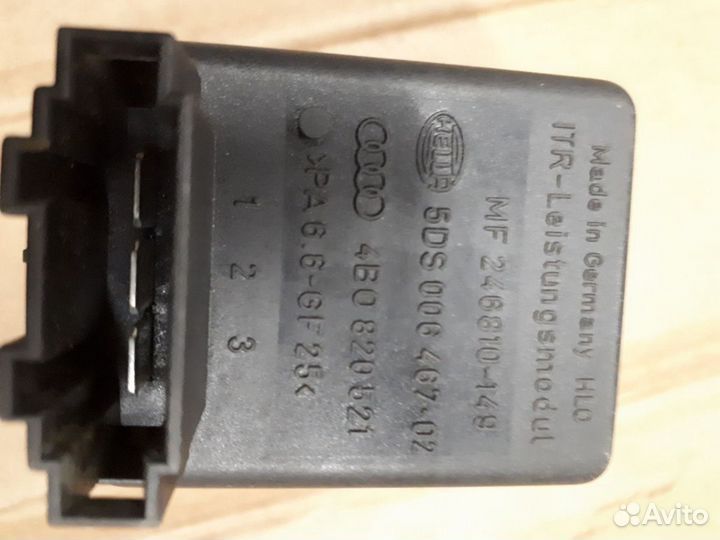 Made in Germany HLO
ITR-Leistungsmodul
MF 246810-149
HELLA 5DS 006 467-02
4B0 820 521
>PA 6.6-GF 25<
1 2 3
Avito